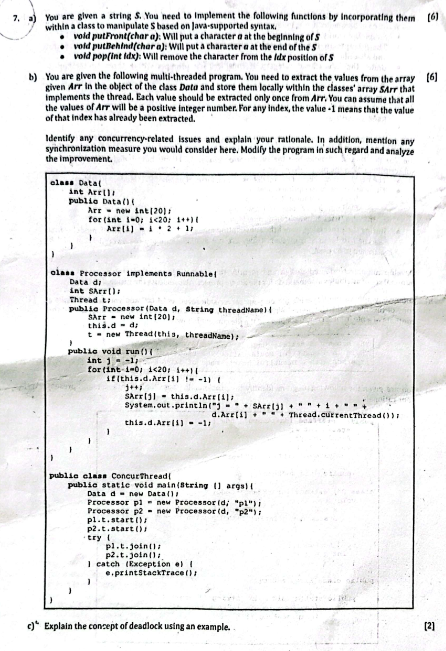 7. a) You are given a string S. You need to implement the following functions by incorporating them [6]
within a class to manipulate S based on Java-supported syntax.
• void putFront(char a): Will put a character a at the beginning of S
• void putBehind(char a): Will put a character a at the end of the S
• void pop(int idx): Will remove the character from the idx position of S
b) You are given the following multi-threaded program. You need to extract the values from the array [6]
given Arr in the object of the class Data and store them locally within the classes' array SArr that
implements the thread. Each value should be extracted only once from Arr. You can assume that all
the values of Arr will be a positive integer number. For any index, the value -1 means that the value
of that index has already been extracted.
Identify any concurrency-related issues and explain your rationale. In addition, mention any
synchronization measure you would consider here. Modify the program in such regard and analyze
the improvement.
class Data{
int Arr[];
public Data(){
Arr = new int[20];
for(int i=0; i<20; i++){
Arr[i] = i * 2 + 1;
}
}
}
class Processor implements Runnable{
Data d;
int SArr[];
Thread t;
public Processor(Data d, String threadName){
SArr = new int[20];
this.d = d;
t = new Thread(this, threadName);
}
public void run(){
int j = -1;
for(int i=0; i<20; i++){
if(this.d.Arr[i] != -1) {
j++;
SArr[j] = this.d.Arr[i];
System.out.println("j = " + SArr[j] + " " + i + " " +
d.Arr[i] + " " + Thread.currentThread());
this.d.Arr[i] = -1;
}
}
}
}
public class ConcurThread{
public static void main(String [] args){
Data d = new Data();
Processor p1 = new Processor(d, "p1");
Processor p2 = new Processor(d, "p2");
p1.t.start();
p2.t.start();
try {
p1.t.join();
p2.t.join();
} catch (Exception e) {
e.printStackTrace();
}
}
}
c) Explain the concept of deadlock using an example. [2]